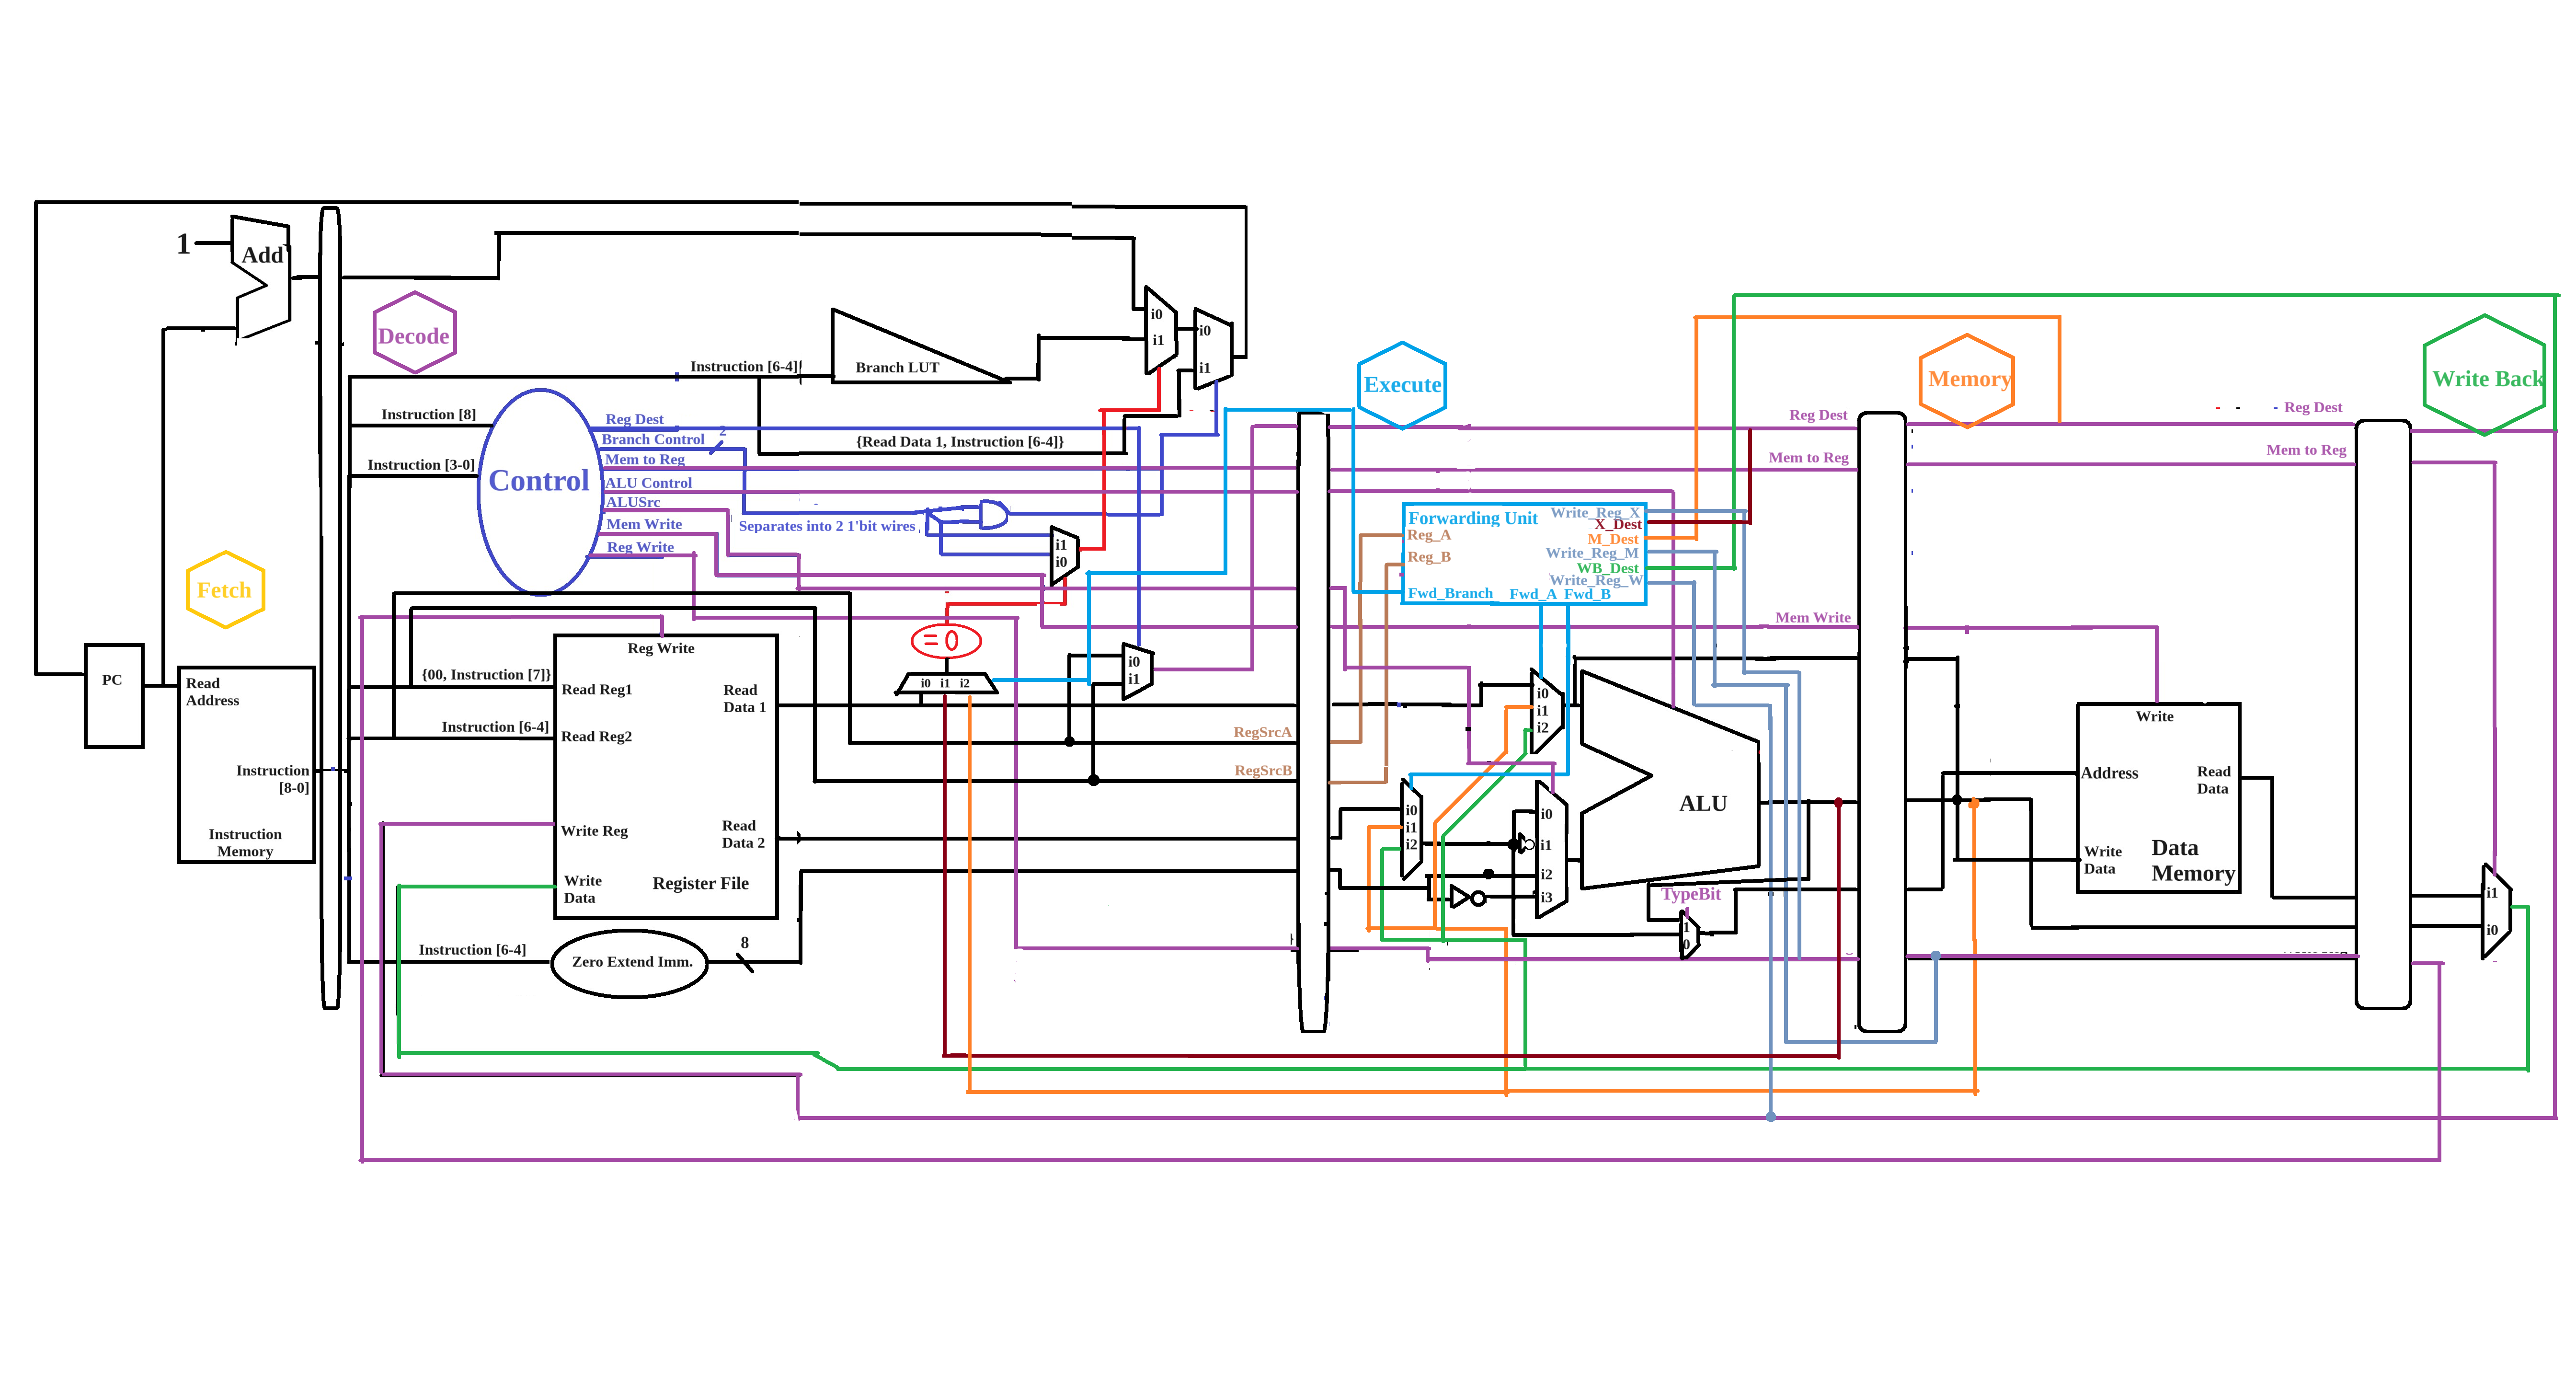 1
Add
Decode
Instruction [6-4]
Branch LUT
i0
i1
i0
i1
Execute
Memory
Write Back
Instruction [8]
Instruction [3-0]
Control
Reg Dest
Branch Control
2
Mem to Reg
ALU Control
ALUSrc
Mem Write
Reg Write
{Read Data 1, Instruction [6-4]}
Separates into 2 1'bit wires
i1
i0
Reg Dest
Mem to Reg
Reg Dest
Mem to Reg
Forwarding Unit
Reg_A
Reg_B
Fwd_Branch
Fwd_A
Fwd_B
Write_Reg_X
X_Dest
M_Dest
Write_Reg_M
WB_Dest
Write_Reg_W
Mem Write
Fetch
PC
Read
Address
Instruction
[8-0]
Instruction
Memory
{00, Instruction [7]}
Instruction [6-4]
Reg Write
Read Reg1
Read Reg2
Read
Data 1
Write Reg
Read
Data 2
Write
Data
Register File
= 0
i0 i1 i2
i0
i1
RegSrcA
RegSrcB
Instruction [6-4]
Zero Extend Imm.
8
i0
i1
i2
i0
i1
i2
i0
i1
i2
i3
ALU
TypeBit
1
0
Write
Address
Read
Data
Write
Data
Data
Memory
i1
i0